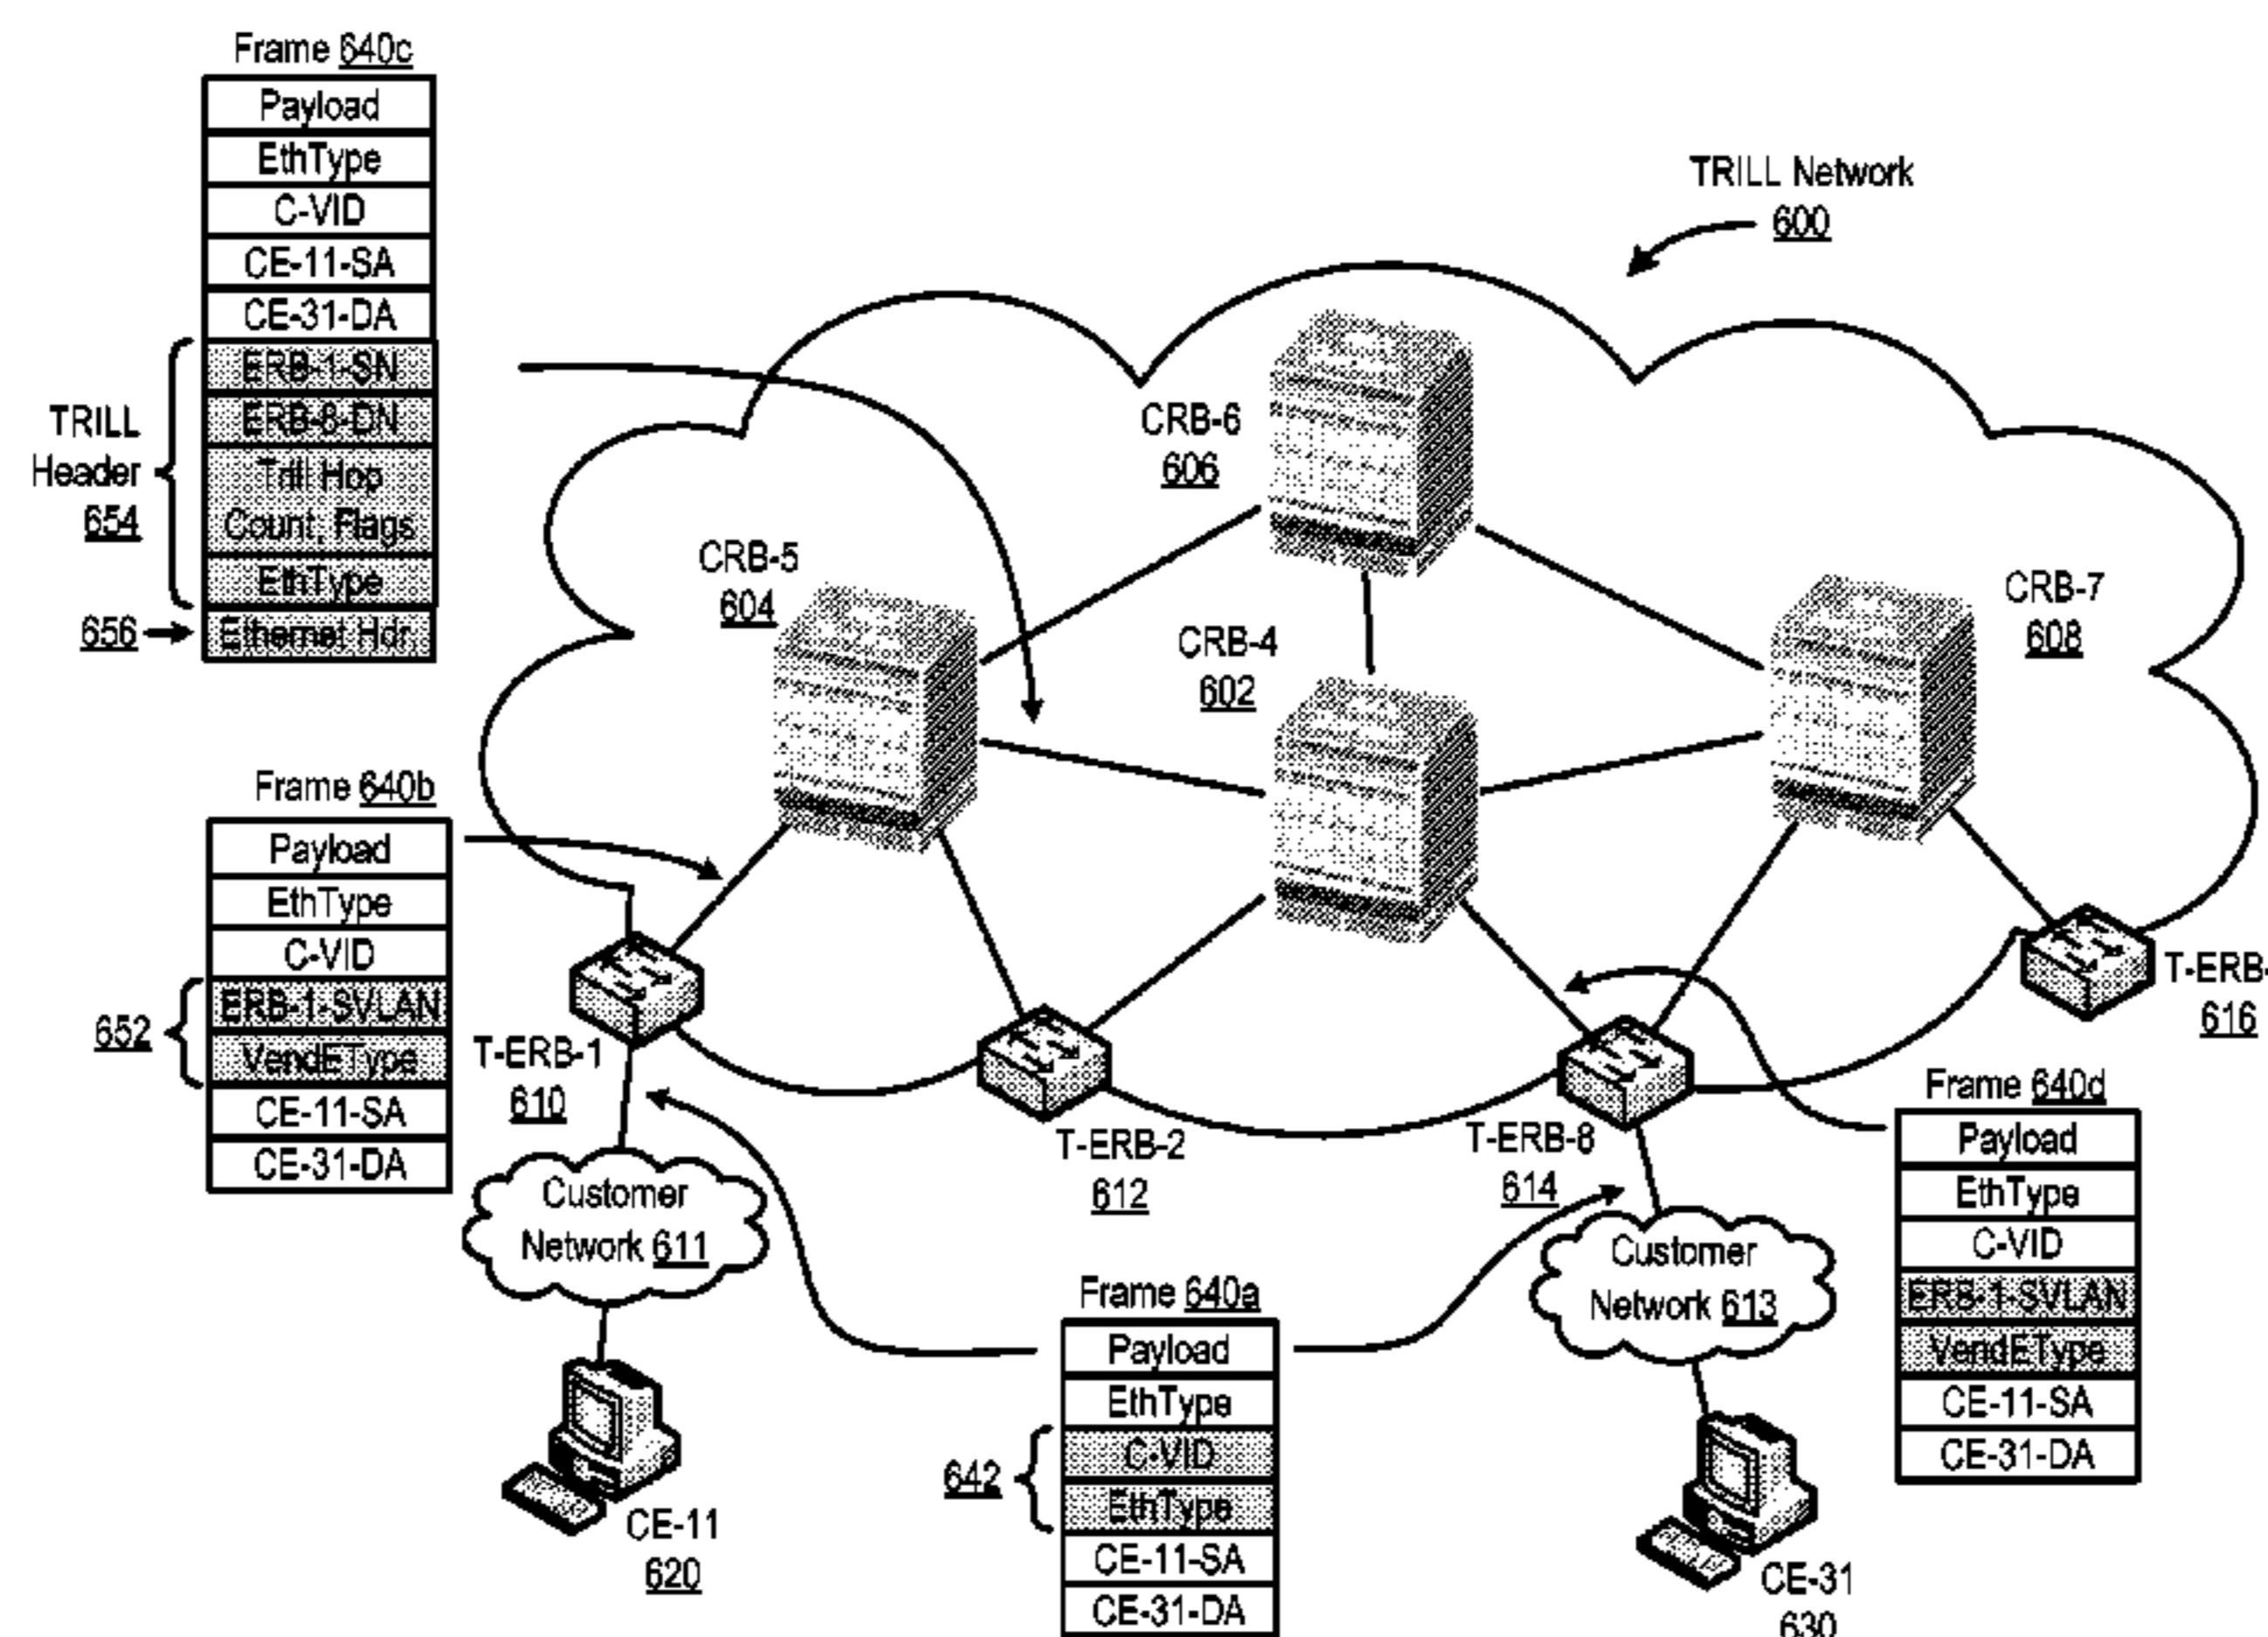 Frame 640c
Payload
EthType
C-VID
CE-11-SA
CE-31-DA
ERB-1-SN
ERB-8-DN
Trill Hop
Count, Flags
EthType
Ethernet Hdr
TRILL
Header
654
656
TRILL Network
600
CRB-6
606
CRB-5
604
CRB-4
602
CRB-7
608
Frame 640b
Payload
EthType
C-VID
ERB-1-SVLAN
VendEType
CE-11-SA
CE-31-DA
652
T-ERB-1
610
T-ERB-2
612
T-ERB-8
614
T-ERB-
616
Customer
Network 611
Customer
Network 613
CE-11
620
CE-31
630
Frame 640a
Payload
EthType
C-VID
EthType
CE-11-SA
CE-31-DA
642
Frame 640d
Payload
EthType
C-VID
ERB-1-SVLAN
VendEType
CE-11-SA
CE-31-DA